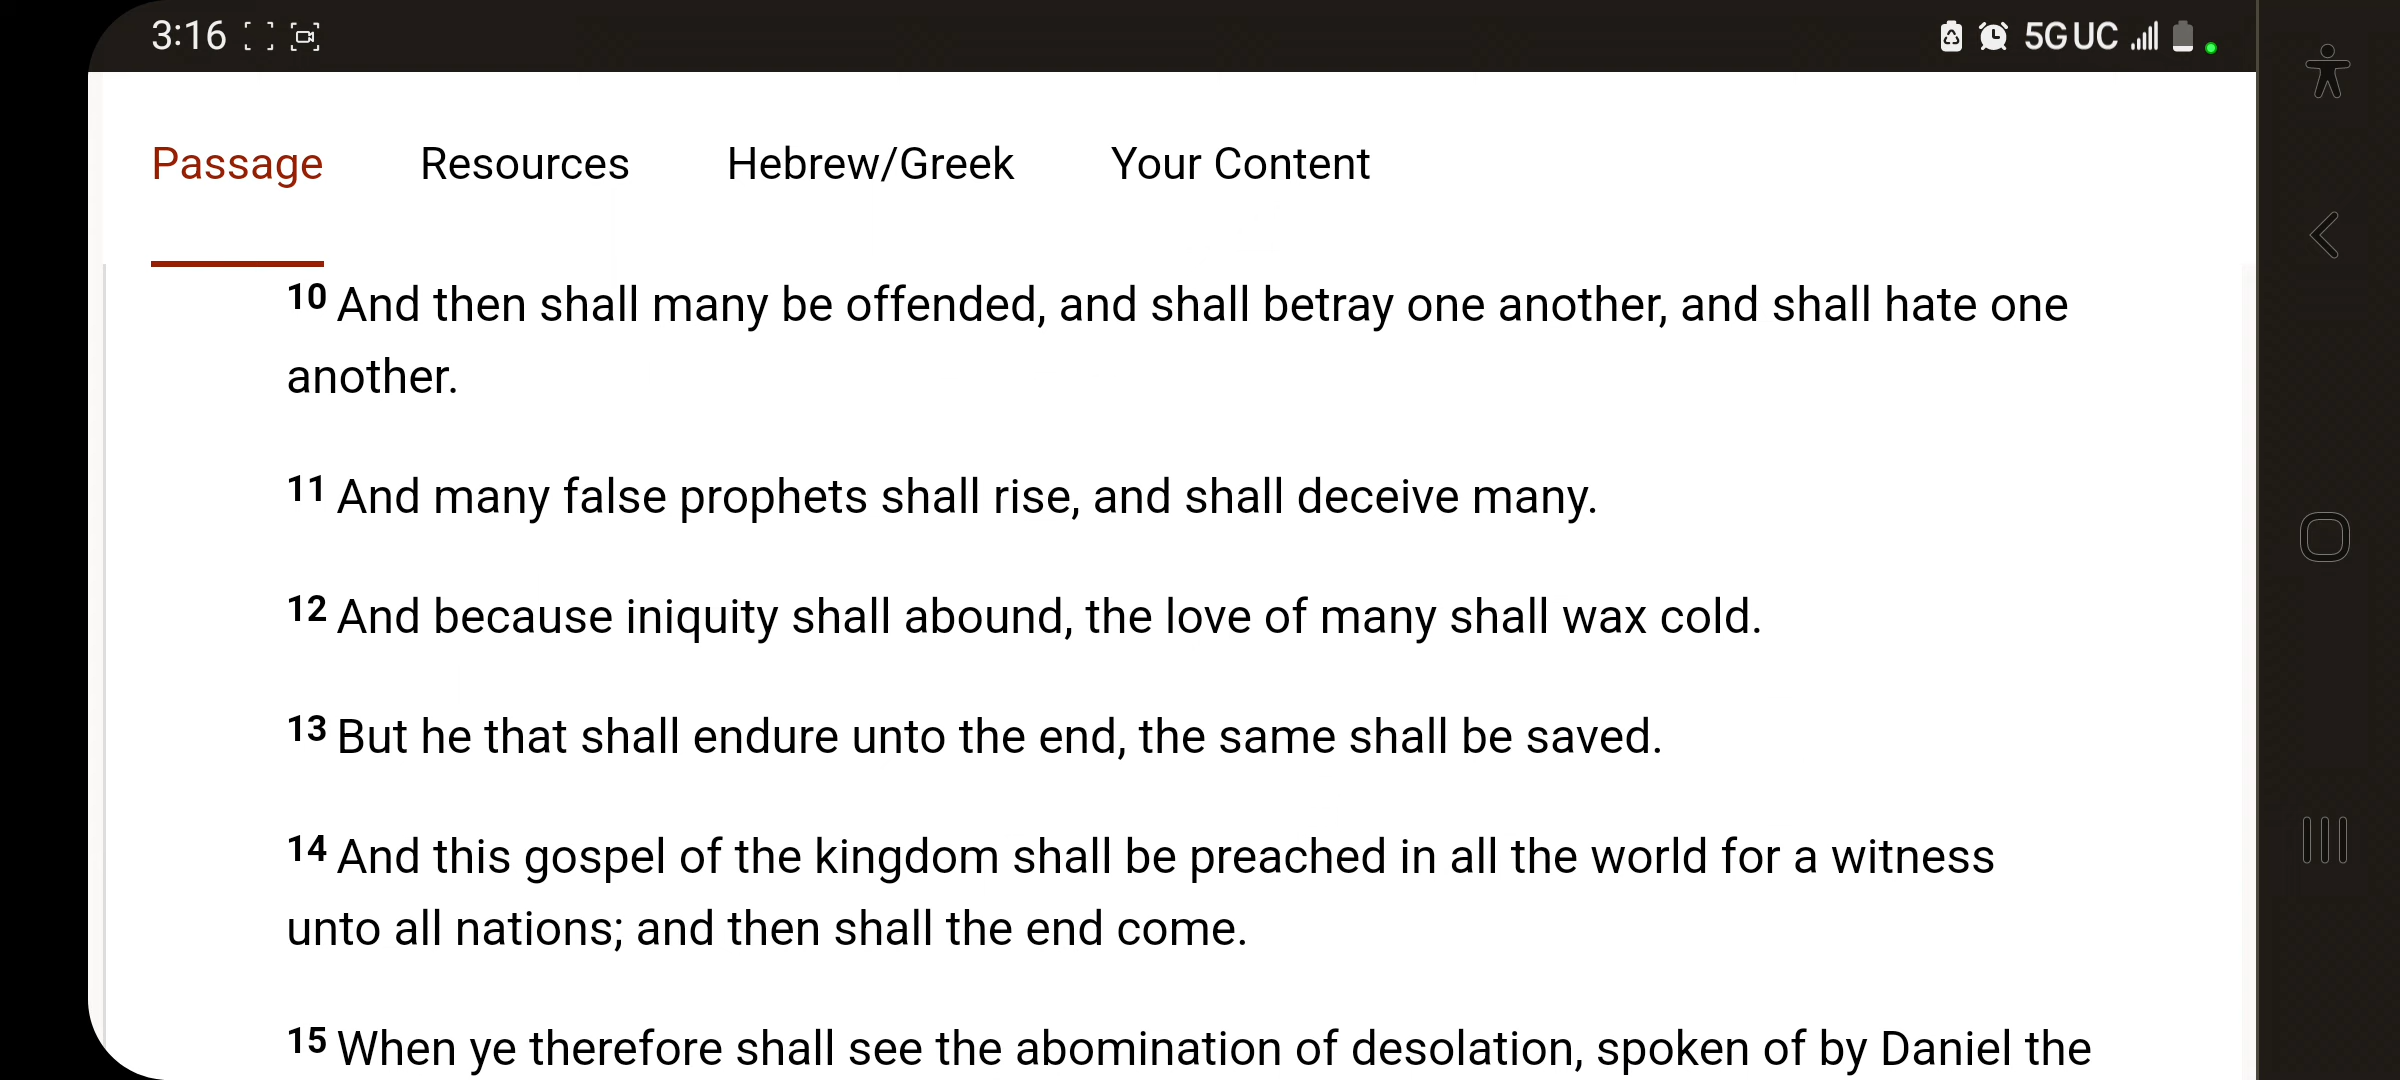 3:16
5G UC
Passage Resources Hebrew/Greek Your Content
10 And then shall many be offended, and shall betray one another, and shall hate one
another.
11 And many false prophets shall rise, and shall deceive many.
12 And because iniquity shall abound, the love of many shall wax cold.
13 But he that shall endure unto the end, the same shall be saved.
14 And this gospel of the kingdom shall be preached in all the world for a witness
unto all nations; and then shall the end come.
15 When ye therefore shall see the abomination of desolation, spoken of by Daniel the